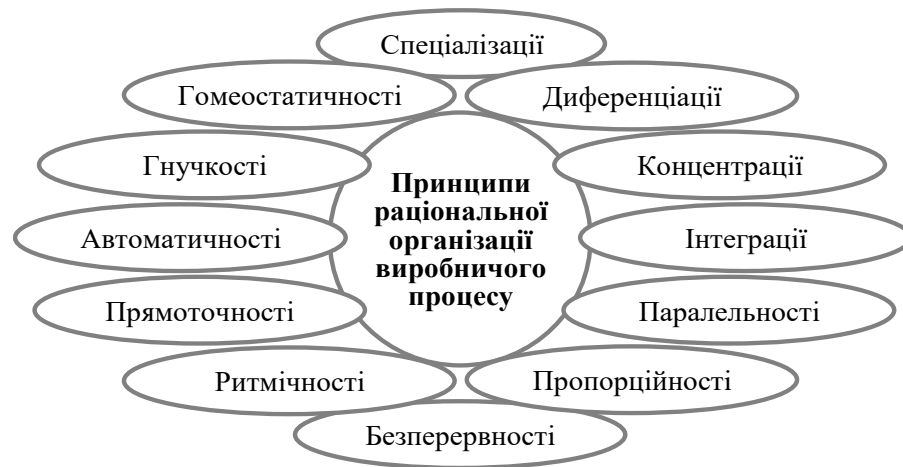 Спеціалізації
Гомеостатичності
Диференціації
Гнучкості
Концентрації
Принципи
раціональної
організації
виробничого
процесу
Автоматичності
Інтеграції
Прямоточності
Паралельності
Ритмічності
Пропорційності
Безперервності